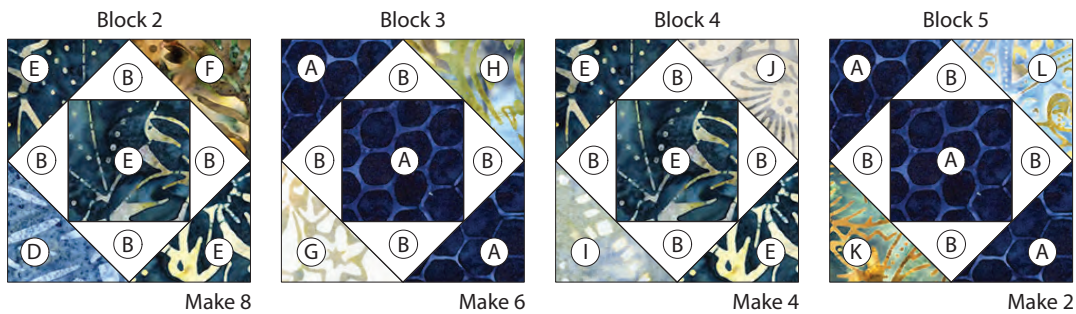 Block 2 Block 3 Block 4 Block 5
E B F A B H E B J A B L
B E B B A B B E B B A B
D B E G B A I B E K B A
Make 8 Make 6 Make 4 Make 2